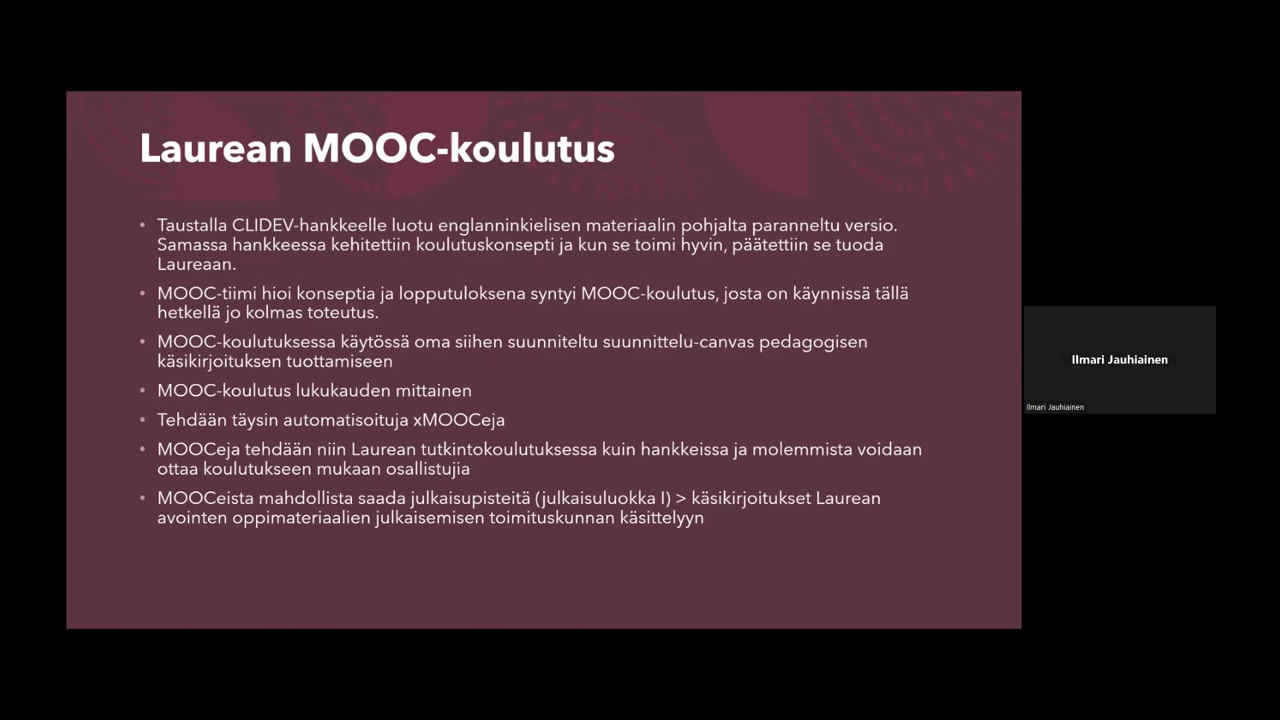 Laurean MOOC-koulutus
• Taustalla CLIDEV-hankkeelle luotu englanninkielisen materiaalin pohjalta paranneltu versio.
Samassa hankkeessa kehitettiin koulutuskonsepti ja kun se toimi hyvin, päätettiin se tuoda
Laureaan.
• MOOC-tiimi hioi konseptia ja lopputuloksena syntyi MOOC-koulutus, josta on käynnissä tällä
hetkellä jo kolmas toteutus.
• MOOC-koulutuksessa käytössä oma siihen suunniteltu suunnittelu-canvas pedagogisen
käsikirjoituksen tuottamiseen
• MOOC-koulutus lukukauden mittainen
• Tehdään täysin automatisoituja xMOOCeja
• MOOCeja tehdään niin Laurean tutkintokoulutuksessa kuin hankkeissa ja molemmista voidaan
ottaa koulutukseen mukaan osallistujia
• MOOCeista mahdollista saada julkaisupisteitä (julkaisuluokka I) > käsikirjoitukset Laurean
avointen oppimateriaalien julkaisemisen toimituskunnan käsittelyyn
Ilmari Jauhiainen
Ilmari Jauhiainen